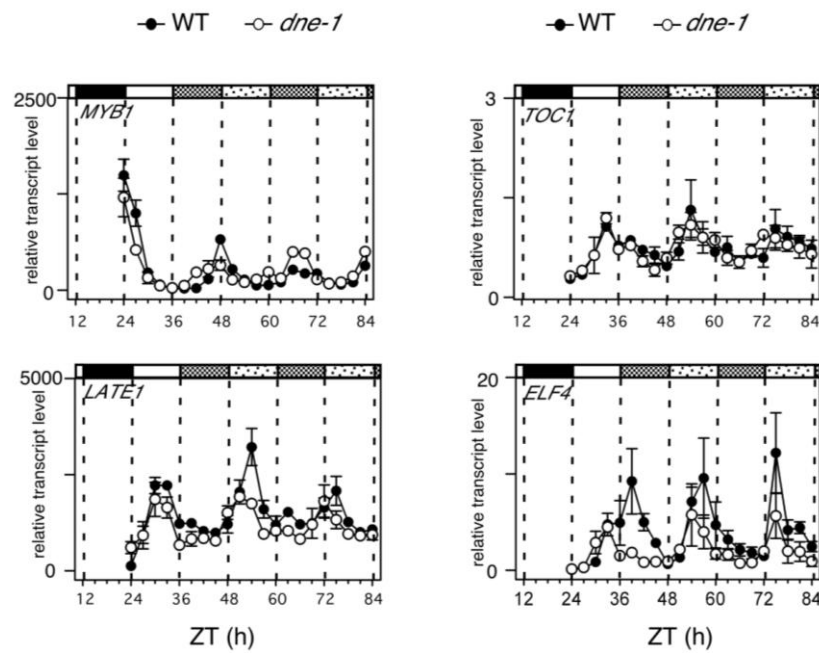 WT dne-1
WT dne-1
2500
MYB1
relative transcript level
0
12 24 36 48 60 72 84
3
TOC1
relative transcript level
0
12 24 36 48 60 72 84
5000
LATE1
relative transcript level
0
12 24 36 48 60 72 84
ZT (h)
20
ELF4
relative transcript level
0
12 24 36 48 60 72 84
ZT (h)